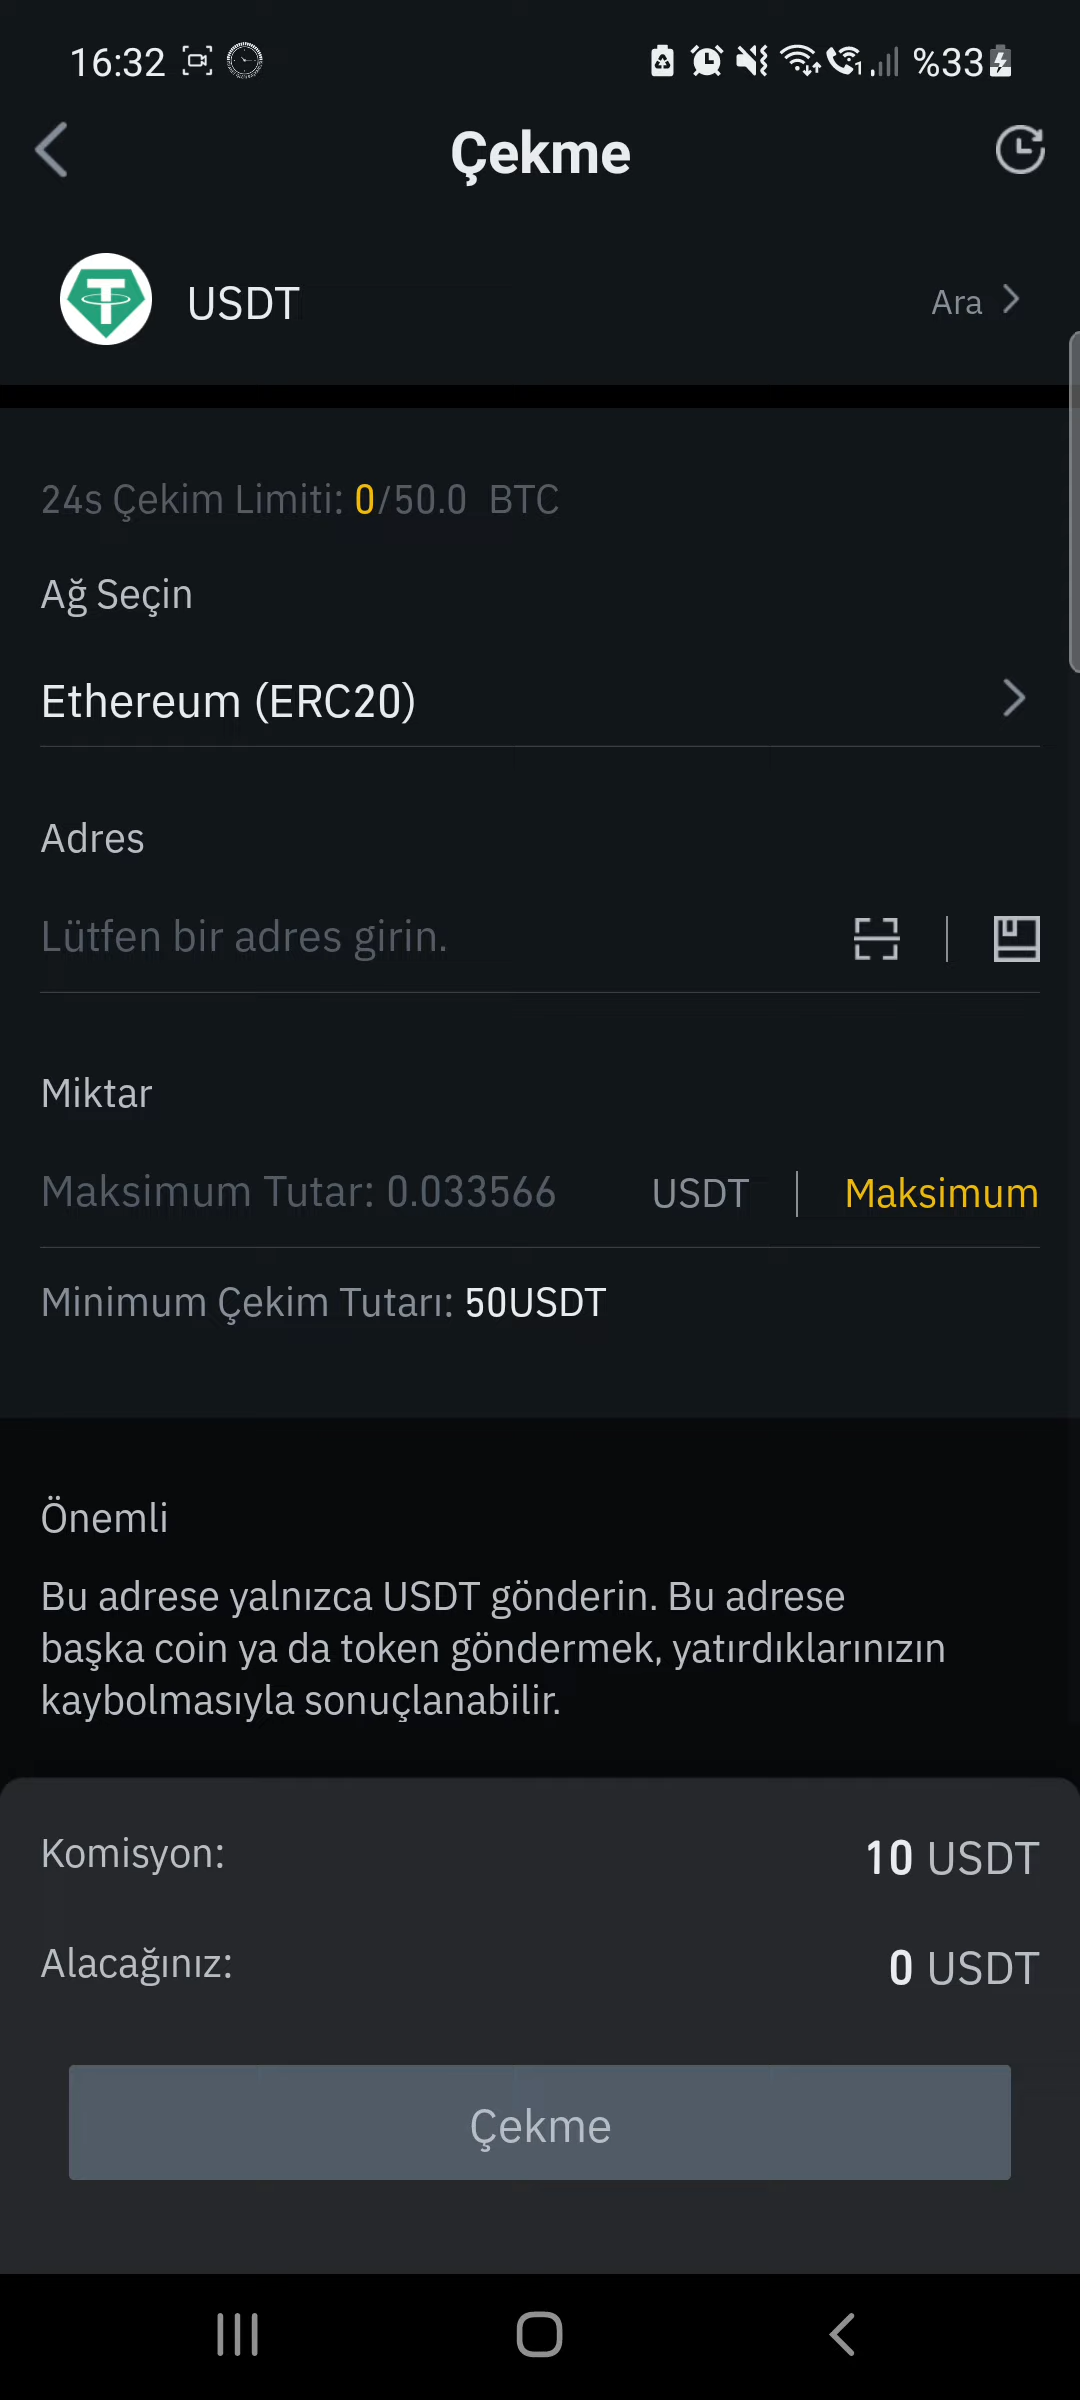 16:32
%33
Çekme
USDT
Ara
24s Çekim Limiti: 0/50.0 BTC
Ağ Seçin
Ethereum (ERC20)
Adres
Lütfen bir adres girin.
Miktar
Maksimum Tutar: 0.033566 USDT Maksimum
Minimum Çekim Tutarı: 50USDT
Önemli
Bu adrese yalnızca USDT gönderin. Bu adrese
başka coin ya da token göndermek, yatırdıklarınızın
kaybolmasıyla sonuçlanabilir.
Komisyon: 10 USDT
Alacağınız: 0 USDT
Çekme